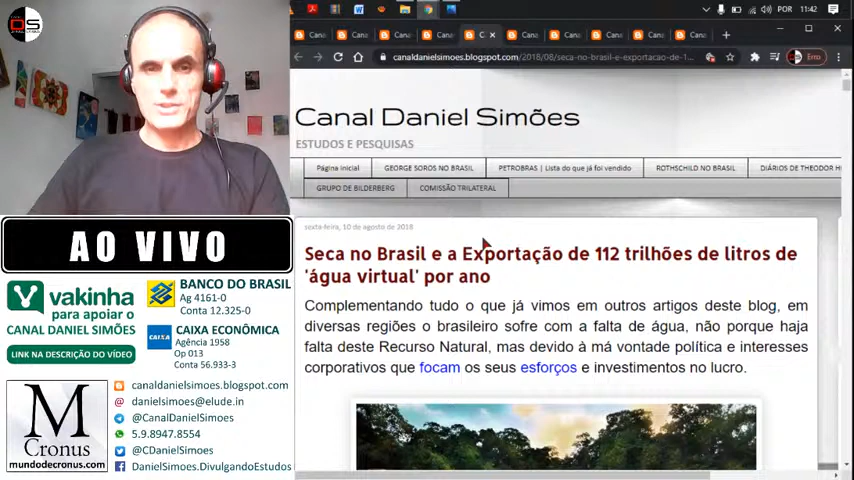 POR 11:42
canaldanielsimoes.blogspot.com/2018/08/seca-no-brasil-e-exportacao-de-1...
Erro
Canal Daniel Simões
ESTUDOS E PESQUISAS
Página inicial
GEORGE SOROS NO BRASIL
PETROBRAS | Lista do que já foi vendido
ROTHSCHILD NO BRASIL
DIÁRIOS DE THEODOR H
GRUPO DE BILDERBERG
COMISSÃO TRILATERAL
sexta-feira, 10 de agosto de 2018
Seca no Brasil e a Exportação de 112 trilhões de litros de
'água virtual' por ano
Complementando tudo o que já vimos em outros artigos deste blog, em
diversas regiões o brasileiro sofre com a falta de água, não porque haja
falta deste Recurso Natural, mas devido à má vontade política e interesses
corporativos que focam os seus esforços e investimentos no lucro.
AO VIVO
vakinha
para apoiar o
CANAL DANIEL SIMÕES
LINK NA DESCRIÇÃO DO VÍDEO
BANCO DO BRASIL
Ag 4161-0
Conta 12.325-0
CAIXA
CAIXA ECONÔMICA
Agência 1958
Op 013
Conta 56.933-3
M
Cronus
mundodecronus.com
canaldanielsimoes.blogspot.com
danielsimoes@elude.in
@CanalDanielSimoes
5.9.8947.8554
@CDanielSimoes
DanielSimoes.DivulgandoEstudos